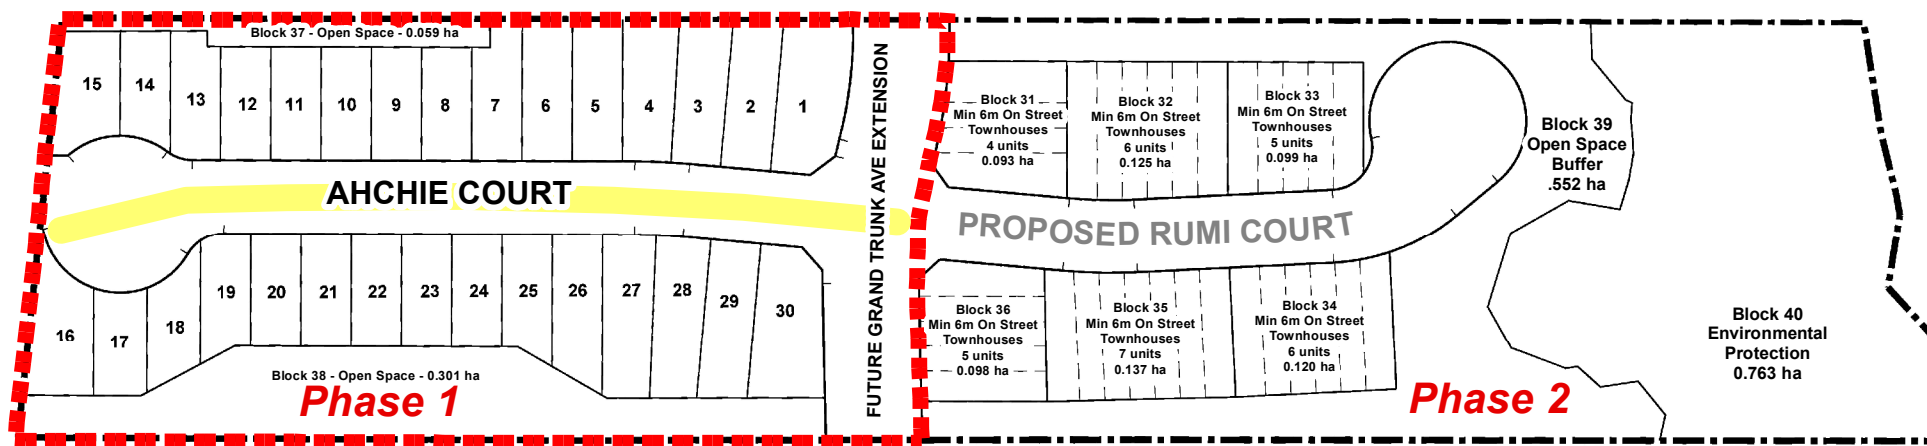 Block 37 - Open Space - 0.059 ha
15
14
13
12
11
10
9
8
7
6
5
4
3
2
1
AHCHIE COURT
16
17
18
19
20
21
22
23
24
25
26
27
28
29
30
Block 38 - Open Space - 0.301 ha
Phase 1
FUTURE GRAND TRUNK AVE EXTENSION
Block 31
Min 6m On Street
Townhouses
4 units
0.093 ha
Block 32
Min 6m On Street
Townhouses
6 units
0.125 ha
Block 33
Min 6m On Street
Townhouses
5 units
0.099 ha
PROPOSED RUMI COURT
Block 36
Min 6m On Street
Townhouses
5 units
0.098 ha
Block 35
Min 6m On Street
Townhouses
7 units
0.137 ha
Block 34
Min 6m On Street
Townhouses
6 units
0.120 ha
Phase 2
Block 39
Open Space
Buffer
.552 ha
Block 40
Environmental
Protection
0.763 ha